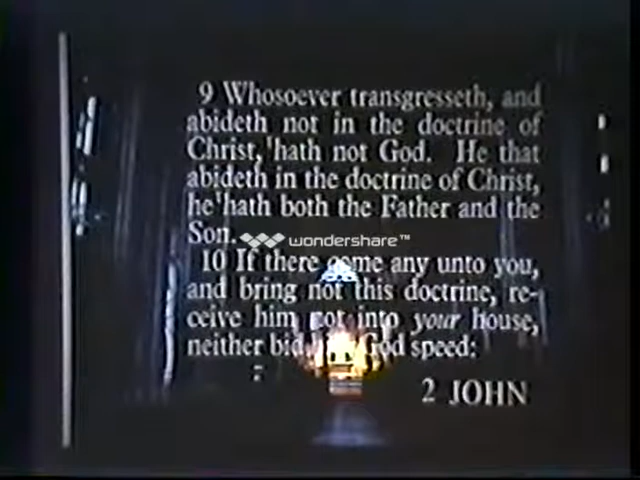 9 Whosoever transgresseth, and
abideth not in the doctrine of
Christ, hath not God. He that
abideth in the doctrine of Christ,
he hath both the Father and the
Son.
wondershare™
10 If there come any unto you,
and bring not this doctrine, re-
ceive him not into your house,
neither bid God speed:
2 JOHN